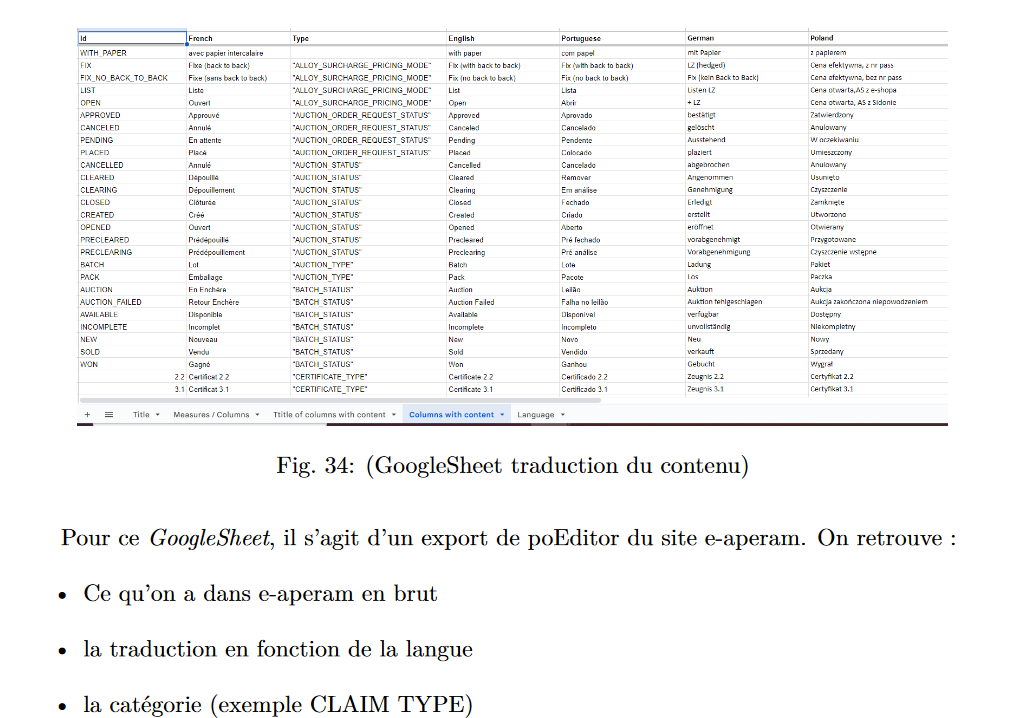 Id French Type English Portuguese German Poland
WITH_PAPER avec papier intercalaire with paper com papel mit Papier z papierem
FIX Fixe (back to back) "ALLOY_SURCHARGE_PRICING_MODE" Fix (with back to back) Fix (with back to back) LZ (hedged) Cena efektywna, z nr pass
FIX_NO_BACK_TO_BACK Fixe (sans back to back) "ALLOY_SURCHARGE_PRICING_MODE" Fix (no back to back) Fix (no back to back) Fix (kein Back to Back) Cena efektywna, bez nr pass
LIST Liste "ALLOY_SURCHARGE_PRICING_MODE" List Lista Listen LZ Cena otwarta,AS z e-shopa
OPEN Ouvert "ALLOY_SURCHARGE_PRICING_MODE" Open Abrir + LZ Cena otwarta, AS z Sidonie
APPROVED Approuvé "AUCTION_ORDER_REQUEST_STATUS" Approved Aprovado bestätigt Zatwierdzony
CANCELED Annulé "AUCTION_ORDER_REQUEST_STATUS" Canceled Cancelado gelöscht Anulowany
PENDING En attente "AUCTION_ORDER_REQUEST_STATUS" Pending Pendente Ausstehend W oczekiwaniu
PLACED Placé "AUCTION_ORDER_REQUEST_STATUS" Placed Colocado plaziert Umieszczony
CANCELLED Annulé "AUCTION_STATUS" Cancelled Cancelado abgebrochen Anulowany
CLEARED Dépouillé "AUCTION_STATUS" Cleared Remover Angenommen Usunięto
CLEARING Dépouillement "AUCTION_STATUS" Clearing Em análise Genehmigung Czyszczenie
CLOSED Clôturée "AUCTION_STATUS" Closed Fechado Erledigt Zamknięte
CREATED Créé "AUCTION_STATUS" Created Criado erstellt Utworzono
OPENED Ouvert "AUCTION_STATUS" Opened Aberto eröffnet Otwierany
PRECLEARED Prédépouillé "AUCTION_STATUS" Precleared Pré fechado vorabgenehmigt Przygotowane
PRECLEARING Prédépouillement "AUCTION_STATUS" Preclearing Pré análise Vorabgenehmigung Czyszczenie wstępne
BATCH Lot "AUCTION_TYPE" Batch Lote Ladung Pakiet
PACK Emballage "AUCTION_TYPE" Pack Pacote Los Paczka
AUCTION En Enchère "BATCH_STATUS" Auction Leilão Auktion Aukcja
AUCTION_FAILED Retour Enchère "BATCH_STATUS" Auction Failed Falha no leilão Auktion fehlgeschlagen Aukcja zakończona niepowodzeniem
AVAILABLE Disponible "BATCH_STATUS" Available Disponível verfügbar Dostępny
INCOMPLETE Incomplet "BATCH_STATUS" Incomplete Incompleto unvollständig Niekompletny
NEW Nouveau "BATCH_STATUS" New Novo Neu Nowy
SOLD Vendu "BATCH_STATUS" Sold Vendido verkauft Sprzedany
WON Gagné "BATCH_STATUS" Won Ganhou Gebucht Wygrał
2.2 Certificat 2.2 "CERTIFICATE_TYPE" Certificate 2.2 Certificado 2.2 Zeugnis 2.2 Certyfikat 2.2
3.1 Certificat 3.1 "CERTIFICATE_TYPE" Certificate 3.1 Certificado 3.1 Zeugnis 3.1 Certyfikat 3.1
+ Title Measures / Columns Ttitle of columns with content Columns with content Language
Fig. 34: (GoogleSheet traduction du contenu)
Pour ce GoogleSheet, il s'agit d'un export de poEditor du site e-aperam. On retrouve :
• Ce qu'on a dans e-aperam en brut
• la traduction en fonction de la langue
• la catégorie (exemple CLAIM TYPE)